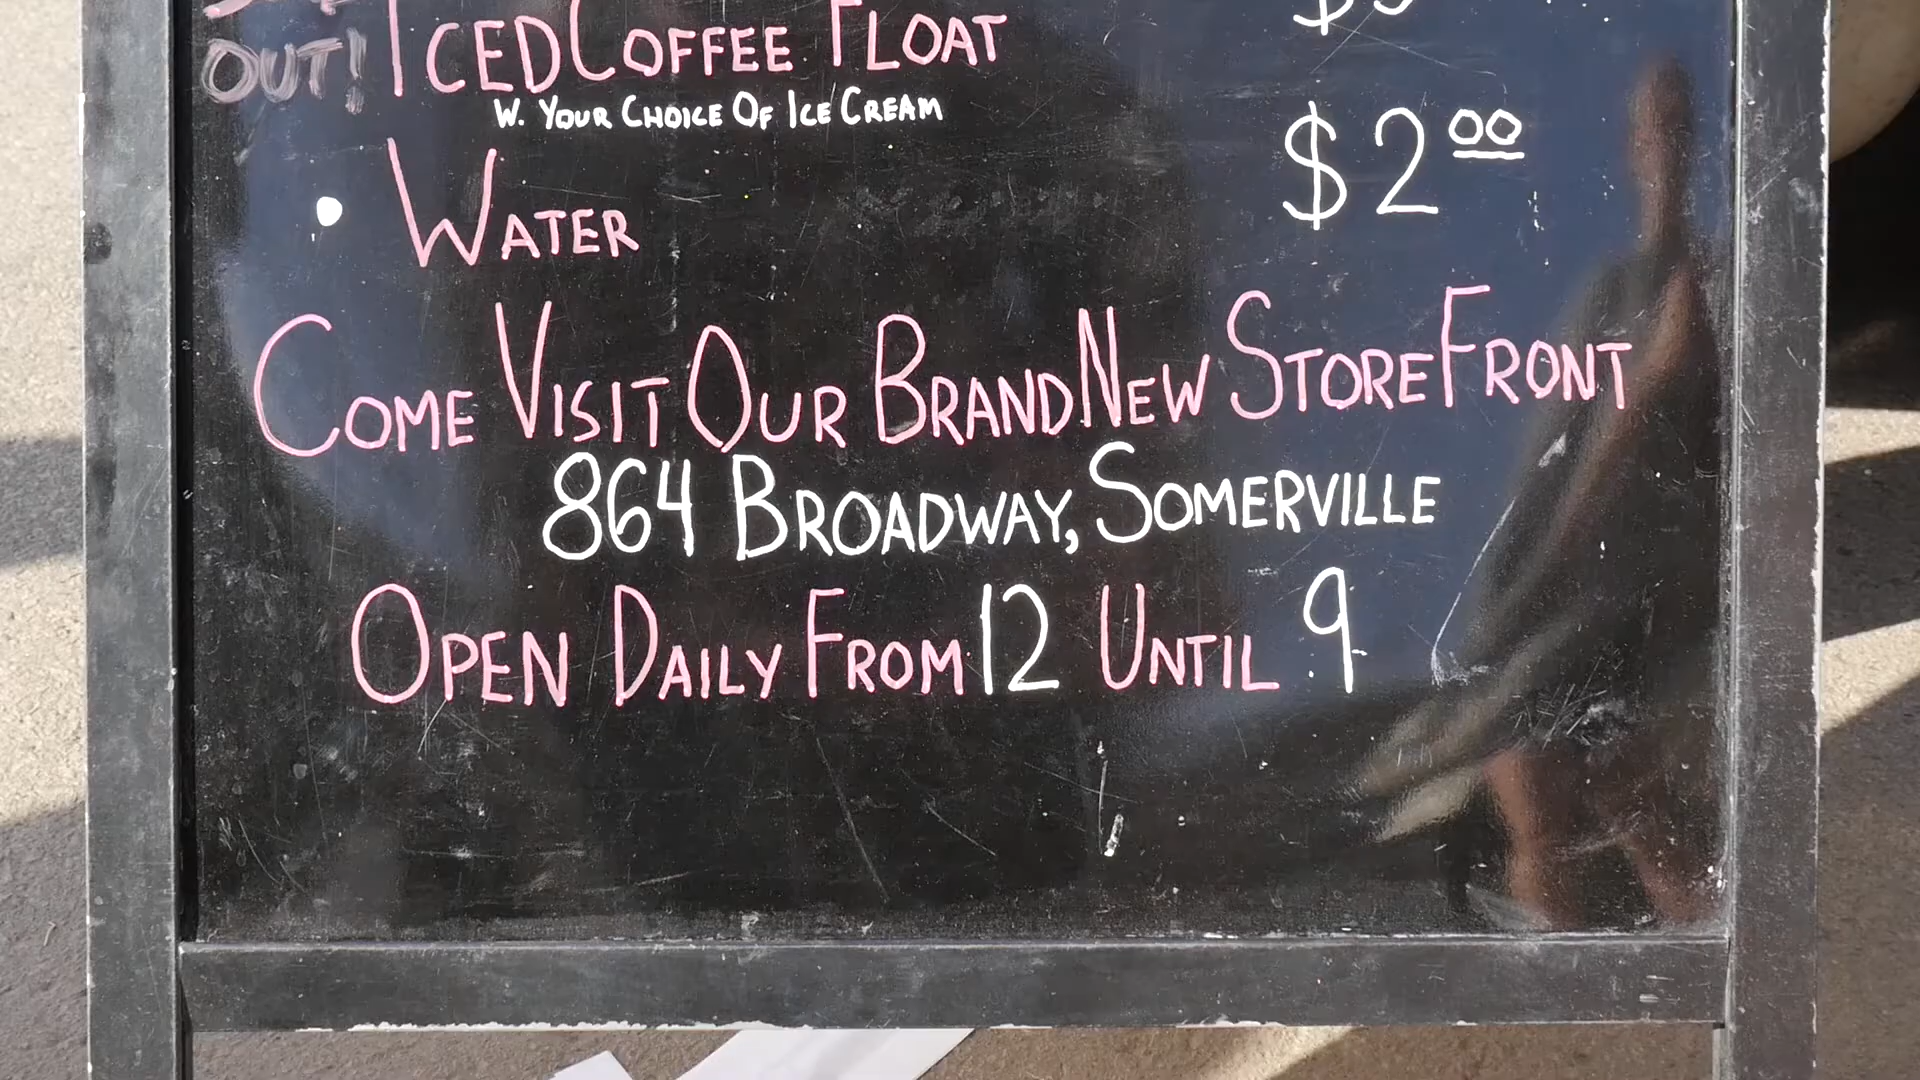 OUT! ICED COFFEE FLOAT
W. YOUR CHOICE OF ICE CREAM
• WATER $2.00
COME VISIT OUR BRAND NEW STOREFRONT
864 BROADWAY, SOMERVILLE
OPEN DAILY FROM 12 UNTIL 9